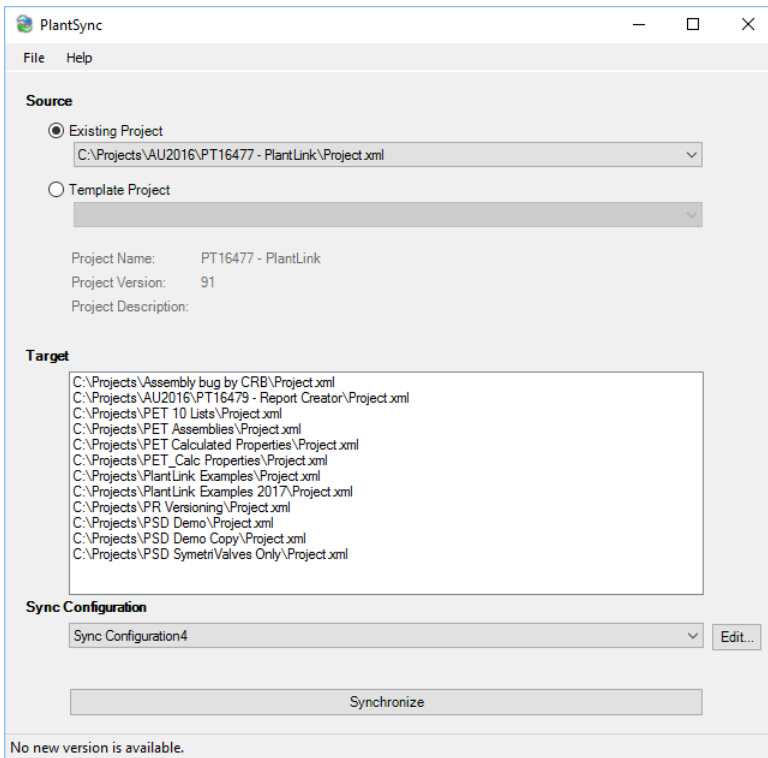 PlantSync
File Help
Source
Existing Project
C:\Projects\AU2016\PT16477 - PlantLink\Project.xml
Template Project
Project Name: PT16477 - PlantLink
Project Version: 91
Project Description:
Target
C:\Projects\Assembly bug by CRB\Project.xml
C:\Projects\AU2016\PT16479 - Report Creator\Project.xml
C:\Projects\PET 10 Lists\Project.xml
C:\Projects\PET Assemblies\Project.xml
C:\Projects\PET Calculated Properties\Project.xml
C:\Projects\PET_Calc Properties\Project.xml
C:\Projects\PlantLink Examples\Project.xml
C:\Projects\PlantLink Examples 2017\Project.xml
C:\Projects\PR Versioning\Project.xml
C:\Projects\PSD Demo\Project.xml
C:\Projects\PSD Demo Copy\Project.xml
C:\Projects\PSD SymetriValves Only\Project.xml
Sync Configuration
Sync Configuration4 Edit...
Synchronize
No new version is available.